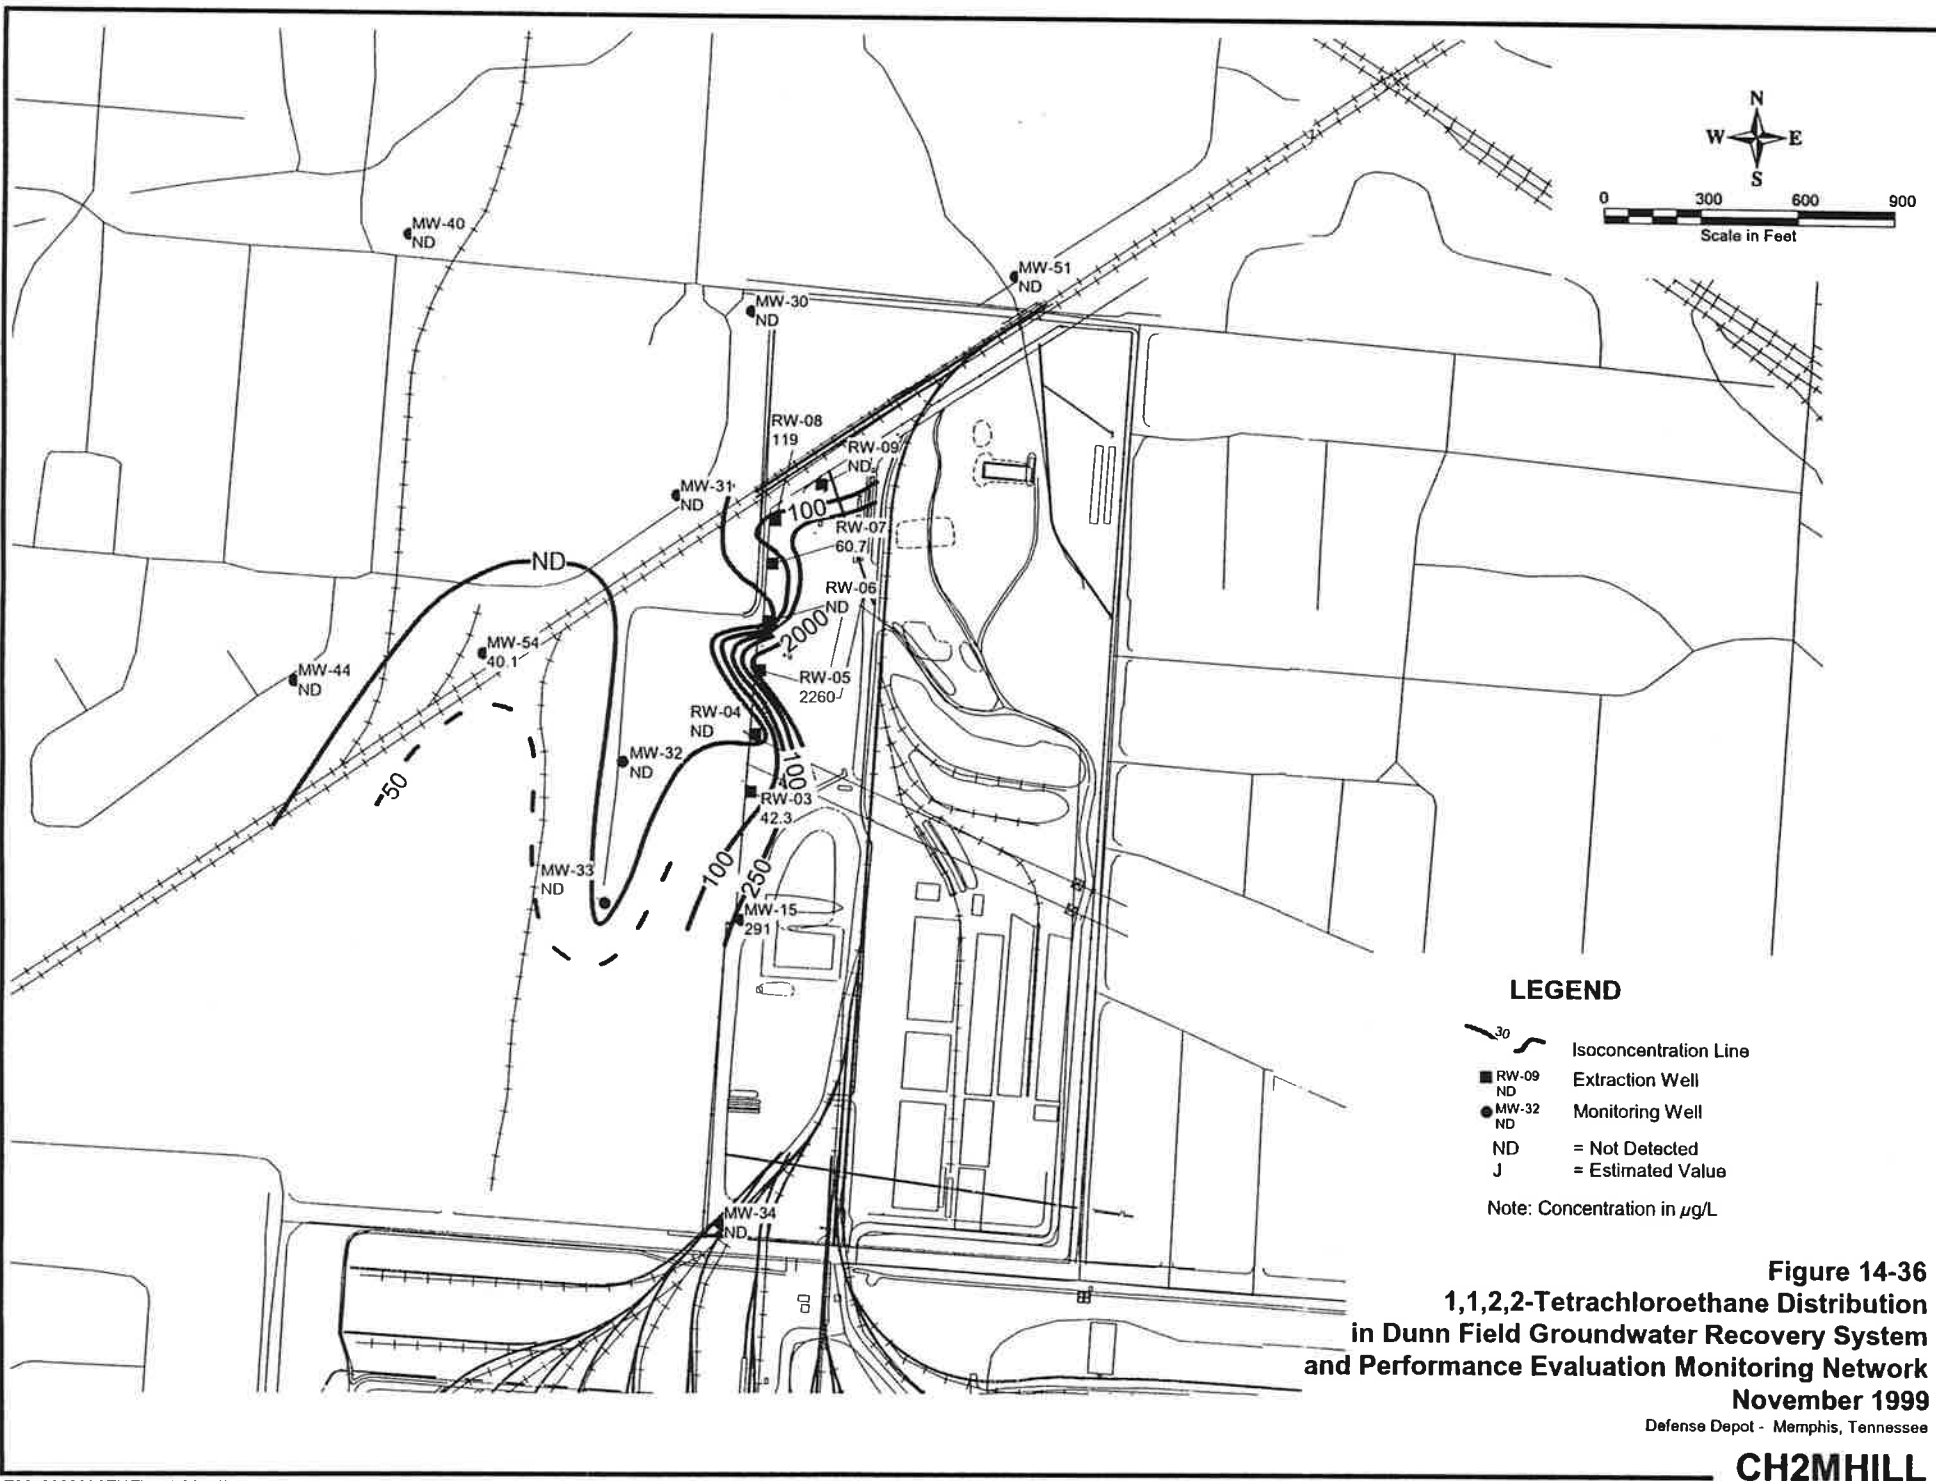 N
W E
S
0 300 600 900
Scale in Feet
MW-40
ND
MW-51
ND
MW-30
ND
RW-08
119
RW-09
ND
MW-31
ND
100
RW-07
60.7
ND
RW-06
ND
2000
MW-54
40.1
MW-44
ND
RW-05
2260
RW-04
ND
MW-32
ND
100
50
RW-03
42.3
MW-33
ND
100
250
MW-15
291
MW-34
ND
LEGEND
30
Isoconcentration Line
RW-09
ND
Extraction Well
MW-32
ND
Monitoring Well
ND = Not Detected
J = Estimated Value
Note: Concentration in µg/L
Figure 14-36
1,1,2,2-Tetrachloroethane Distribution
in Dunn Field Groundwater Recovery System
and Performance Evaluation Monitoring Network
November 1999
Defense Depot - Memphis, Tennessee
CH2MHILL